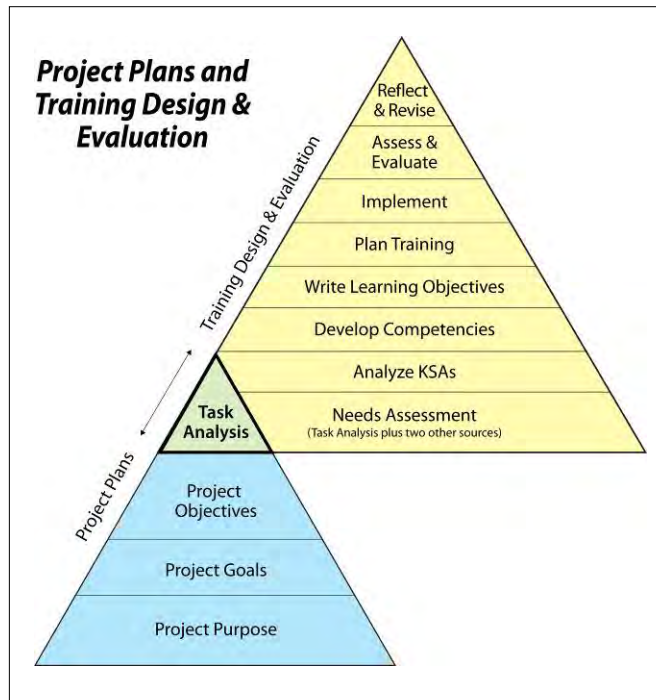 Project Plans and
Training Design &
Evaluation
Reflect
& Revise
Assess &
Evaluate
Implement
Plan Training
Write Learning Objectives
Develop Competencies
Analyze KSAs
Needs Assessment
(Task Analysis plus two other sources)
Training Design & Evaluation
Task
Analysis
Project Plans
Project
Objectives
Project Goals
Project Purpose